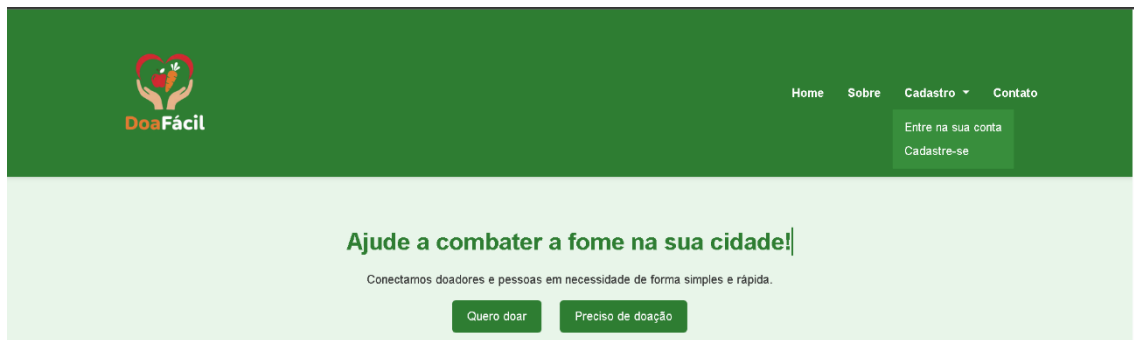 DoaFácil
Home Sobre Cadastro Contato
Entre na sua conta
Cadastre-se
Ajude a combater a fome na sua cidade!
Conectamos doadores e pessoas em necessidade de forma simples e rápida.
Quero doar Preciso de doação